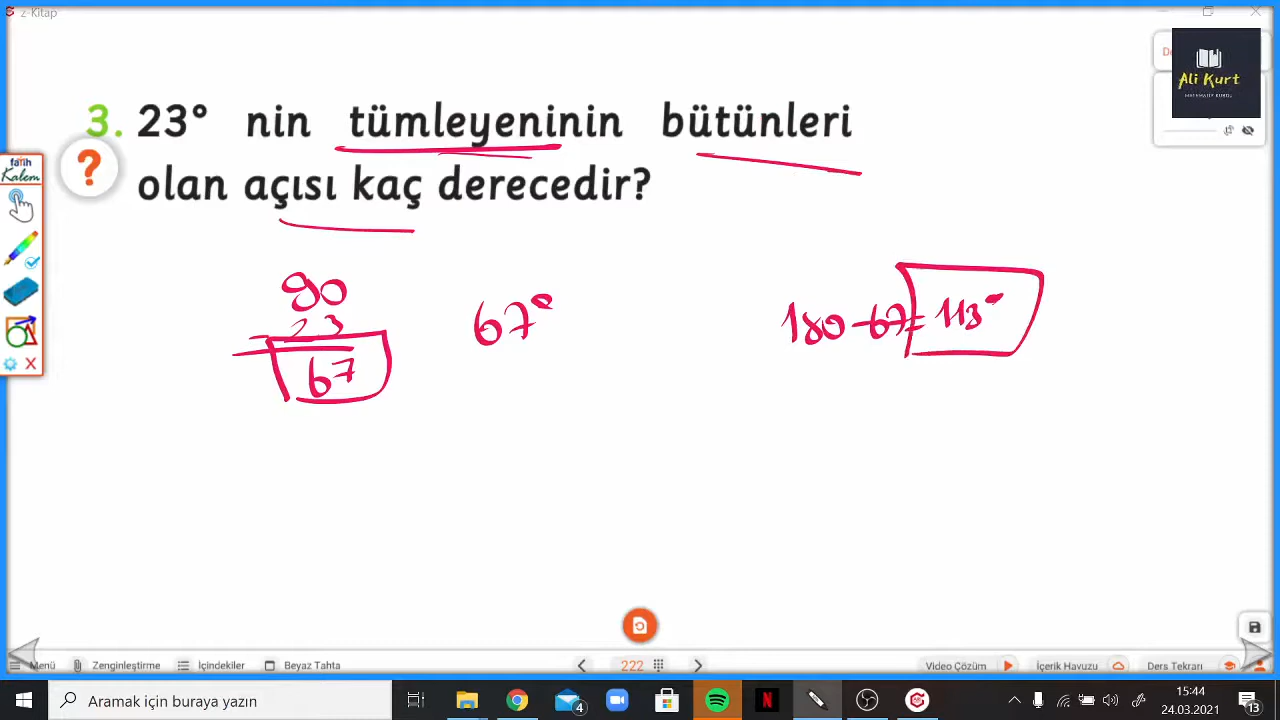 z-Kitap
Ali Kurt
3. 23° nin tümleyeninin bütünleri
?
olan açısı kaç derecedir?
fatih
Kalem
90
23
67
67°
180-67=113°
Menü
Zenginleştirme
İçindekiler
Beyaz Tahta
222
Video Çözüm
İçerik Havuzu
Ders Tekrarı
Aramak için buraya yazın
4
N
15:44
24.03.2021
13